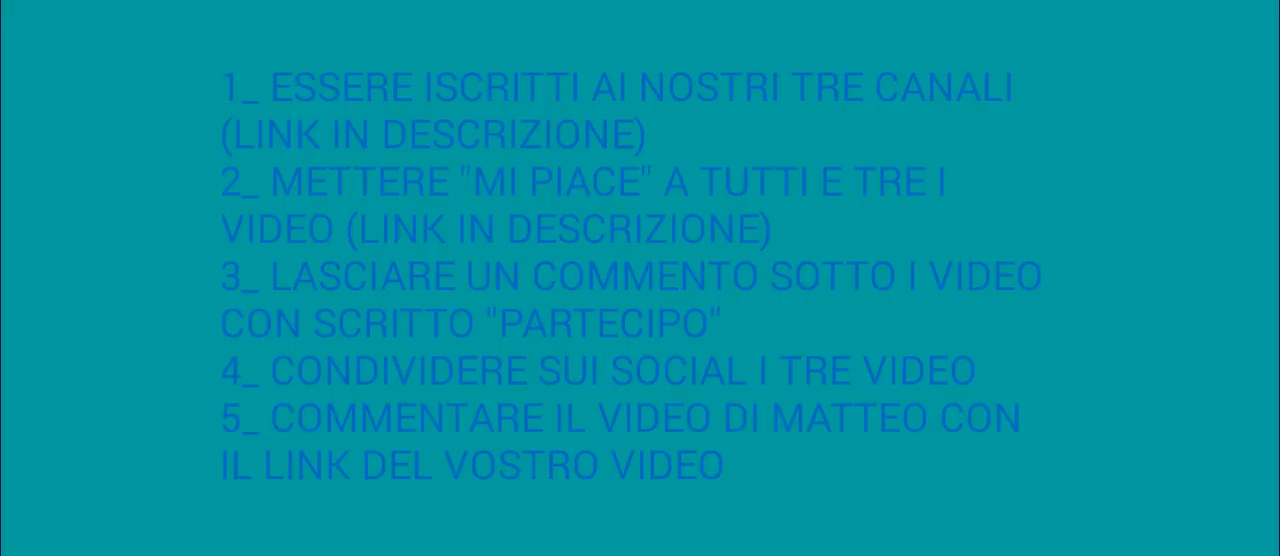 1_ ESSERE ISCRITTI AI NOSTRI TRE CANALI
(LINK IN DESCRIZIONE)
2_ METTERE "MI PIACE" A TUTTI E TRE I
VIDEO (LINK IN DESCRIZIONE)
3_ LASCIARE UN COMMENTO SOTTO I VIDEO
CON SCRITTO "PARTECIPO"
4_ CONDIVIDERE SUI SOCIAL I TRE VIDEO
5_ COMMENTARE IL VIDEO DI MATTEO CON
IL LINK DEL VOSTRO VIDEO